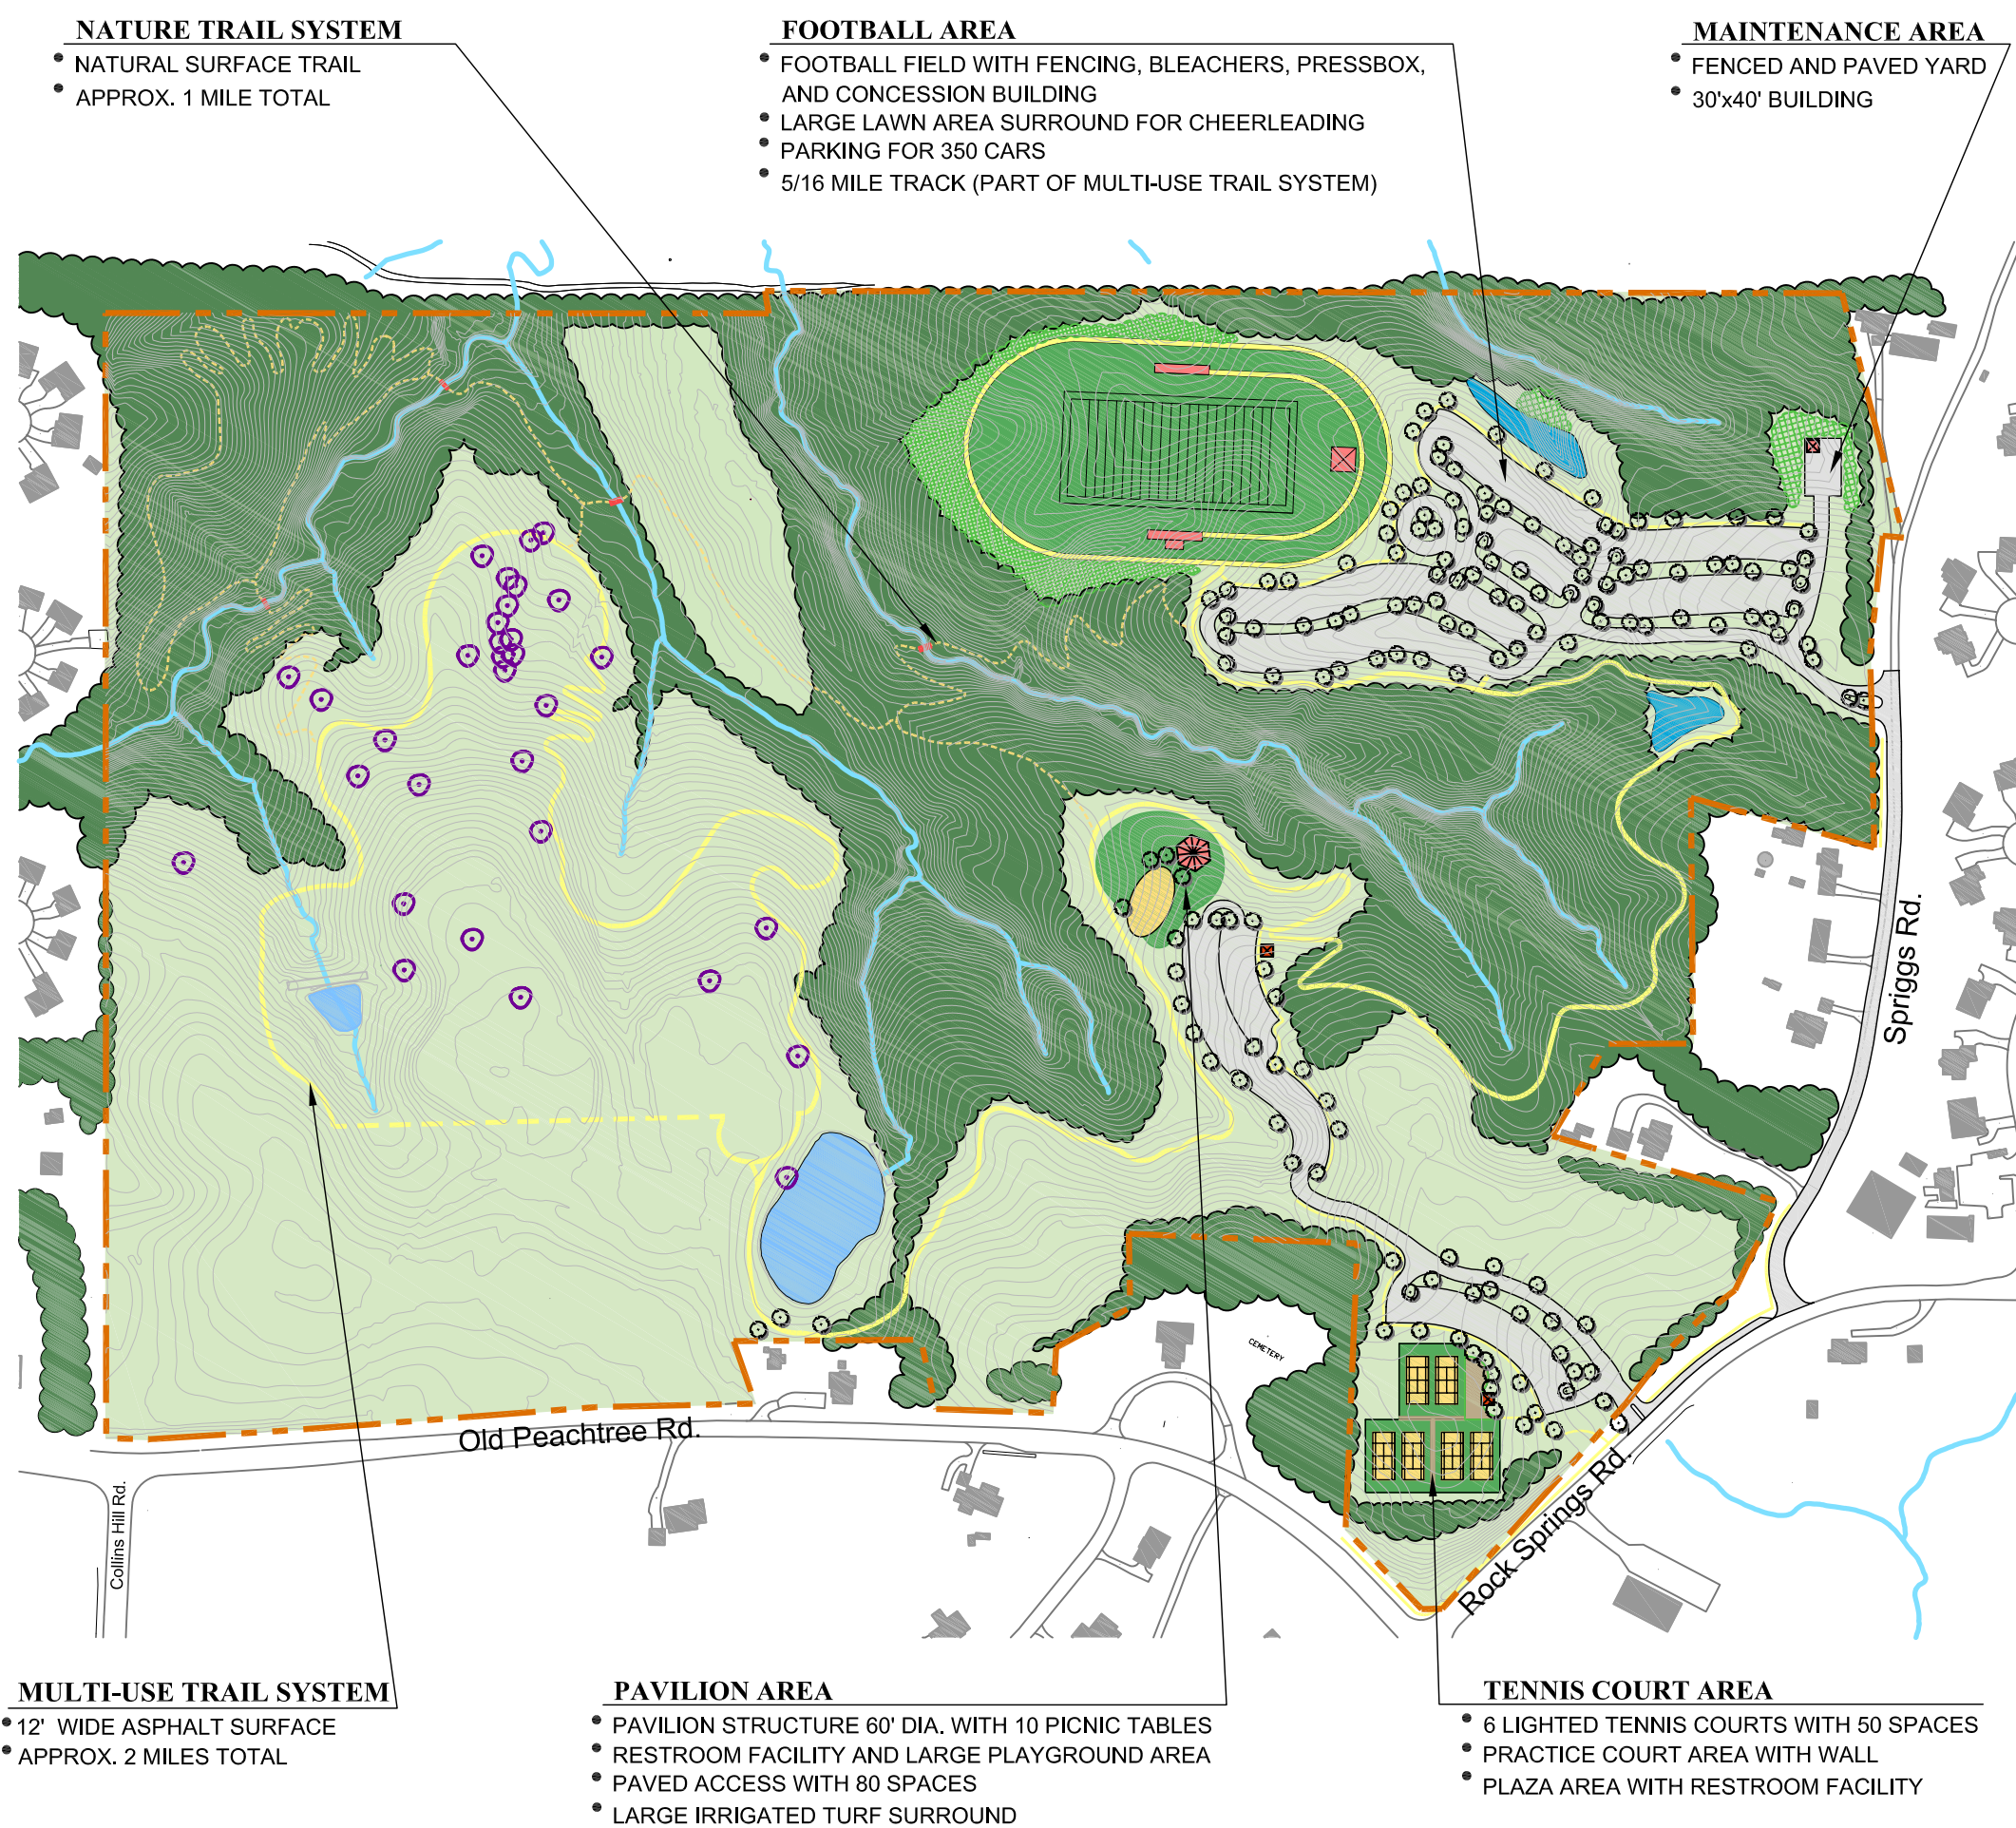 NATURE TRAIL SYSTEM
NATURAL SURFACE TRAIL
APPROX. 1 MILE TOTAL
FOOTBALL AREA
FOOTBALL FIELD WITH FENCING, BLEACHERS, PRESSBOX,
AND CONCESSION BUILDING
LARGE LAWN AREA SURROUND FOR CHEERLEADING
PARKING FOR 350 CARS
5/16 MILE TRACK (PART OF MULTI-USE TRAIL SYSTEM)
MAINTENANCE AREA
FENCED AND PAVED YARD
30'x40' BUILDING
Spriggs Rd.
CEMETERY
Old Peachtree Rd.
Collins Hill Rd.
Rock Springs Rd.
MULTI-USE TRAIL SYSTEM
12' WIDE ASPHALT SURFACE
APPROX. 2 MILES TOTAL
PAVILION AREA
PAVILION STRUCTURE 60' DIA. WITH 10 PICNIC TABLES
RESTROOM FACILITY AND LARGE PLAYGROUND AREA
PAVED ACCESS WITH 80 SPACES
LARGE IRRIGATED TURF SURROUND
TENNIS COURT AREA
6 LIGHTED TENNIS COURTS WITH 50 SPACES
PRACTICE COURT AREA WITH WALL
PLAZA AREA WITH RESTROOM FACILITY